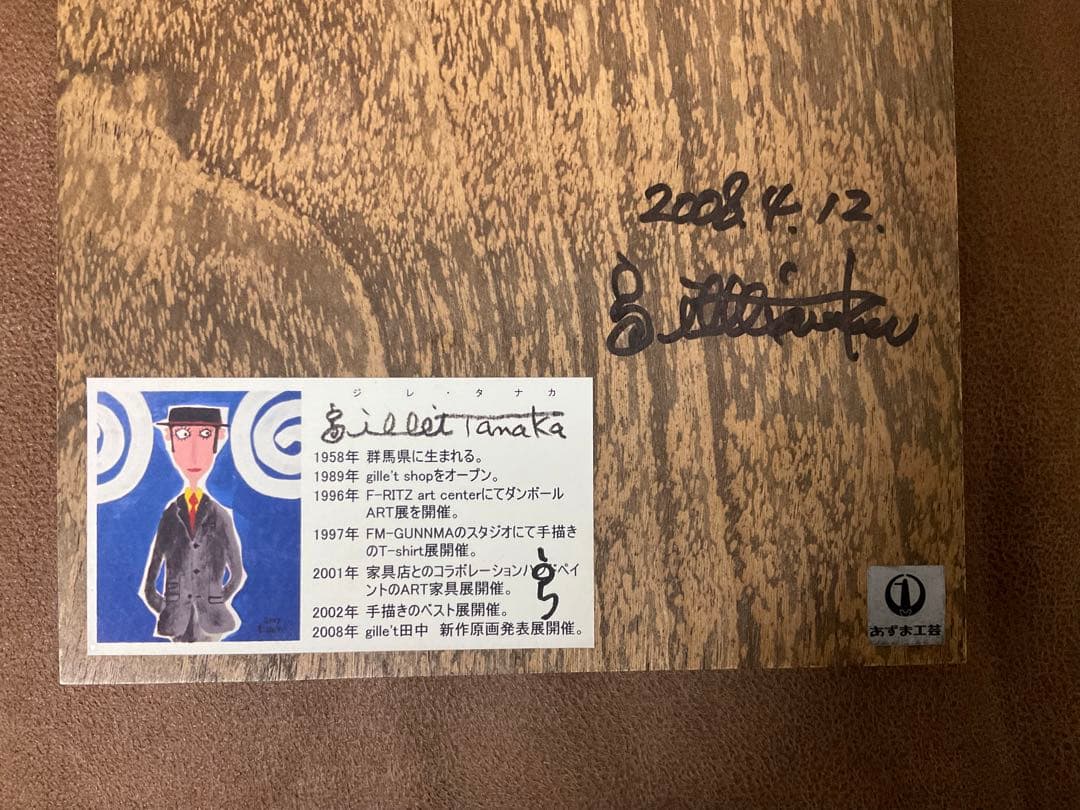 2008.4.12.
gille't Tanaka
ジレ・タナカ
gille't Tanaka
1958年 群馬県に生まれる。
1989年 gille't shopをオープン。
1996年 F-RITZ art centerにてダンボール
ART展を開催。
1997年 FM-GUNNMAのスタジオにて手描き
のT-shirt展開催。
2001年 家具店とのコラボレーションハンドペイ
ントのART家具展開催。
2002年 手描きのベスト展開催。
2008年 gille't田中 新作原画発表展開催。
あずま工芸